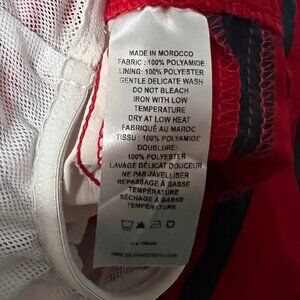 MADE IN MOROCCO
FABRIC : 100% POLYAMIDE
LINING: 100% POLYESTER
GENTLE DELICATE WASH
DO NOT BLEACH
IRON WITH LOW
TEMPERATURE
DRY AT LOW HEAT
FABRIQUÉ AU MAROC
TISSU : 100% POLYAMIDE
DOUBLURE:
100% POLYESTER
LAVAGE DÉLICAT DOUCEUR
NE PAS JAVELLISER
REPASSAGE À BASSE
TEMPÉRATURE
SÉCHAGE À BASSE
TEMPÉRATURE